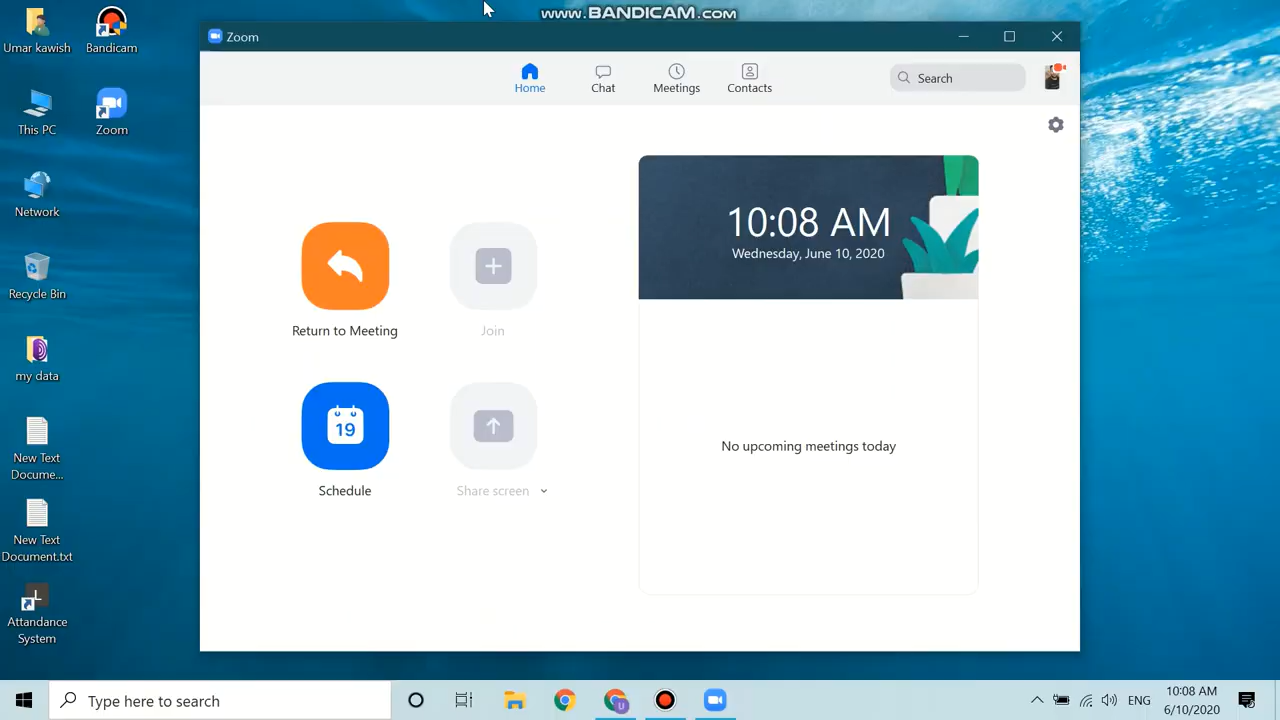 www.BANDICAM.com
Umar kawish
Bandicam
This PC
Zoom
Network
Recycle Bin
my data
New Text
Docume...
New Text
Document.txt
L
Attandance
System
Zoom
Home
Chat
Meetings
Contacts
Search
Return to Meeting
Join
19
Schedule
Share screen
10:08 AM
Wednesday, June 10, 2020
No upcoming meetings today
Type here to search
U
ENG
10:08 AM
6/10/2020